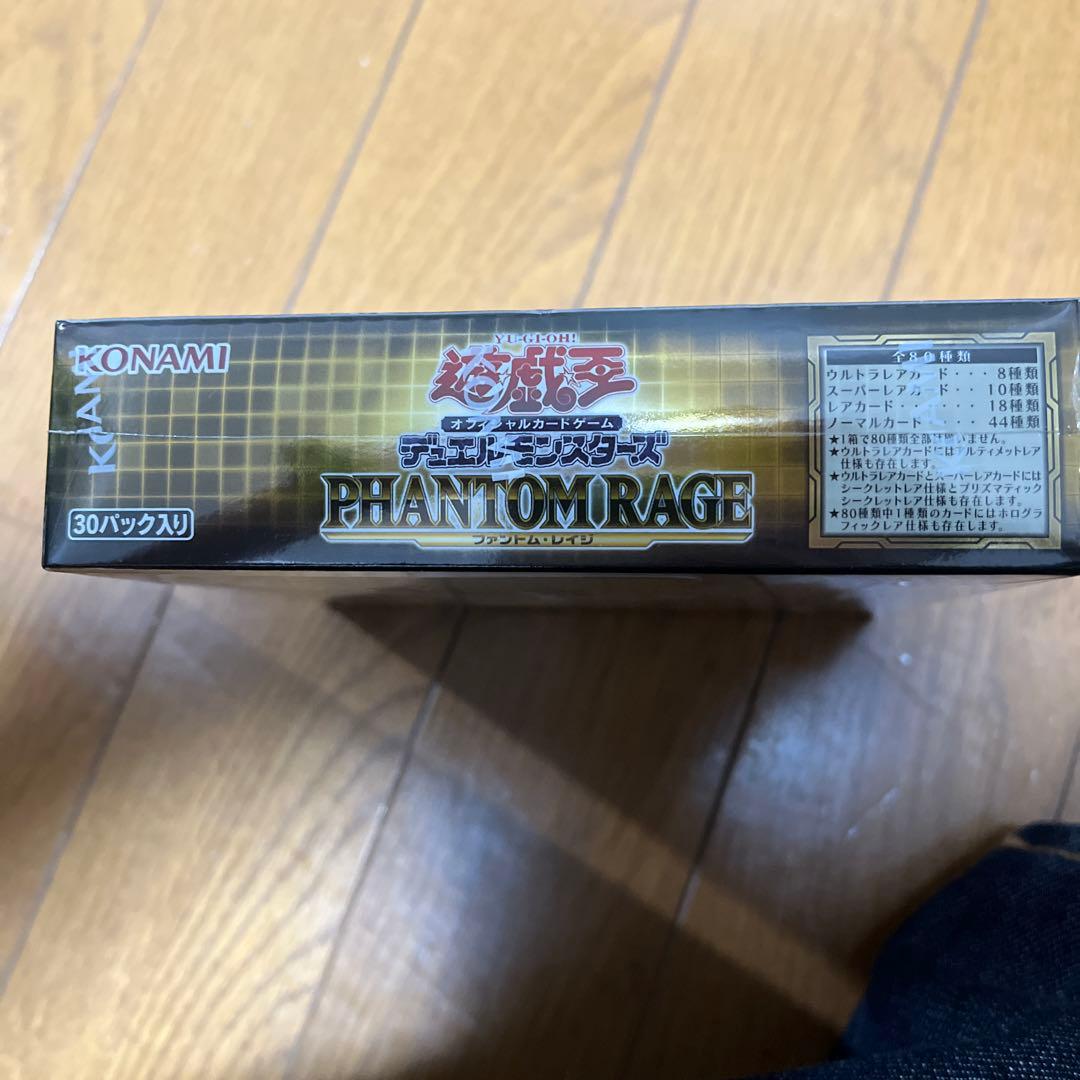 KONAMI
KONAMI
30パック入り
YU-GI-OH!
遊戯王
オフィシャルカードゲーム
デュエルモンスターズ
PHANTOM RAGE
ファントム・レイジ
全80種類
ウルトラレアカード・・・8種類
スーパーレアカード・・・10種類
レアカード・・・・・・・18種類
ノーマルカード・・・・・44種類
★1箱で80種類全部は揃いません。
★ウルトラレアカードにはアルティメットレア
仕様も存在します。
★ウルトラレアカードとスーパーレアカードには
シークレットレア仕様とプリズマティック
シークレットレア仕様も存在します。
★80種類中1種類のカードにはホログラ
フィックレア仕様も存在します。